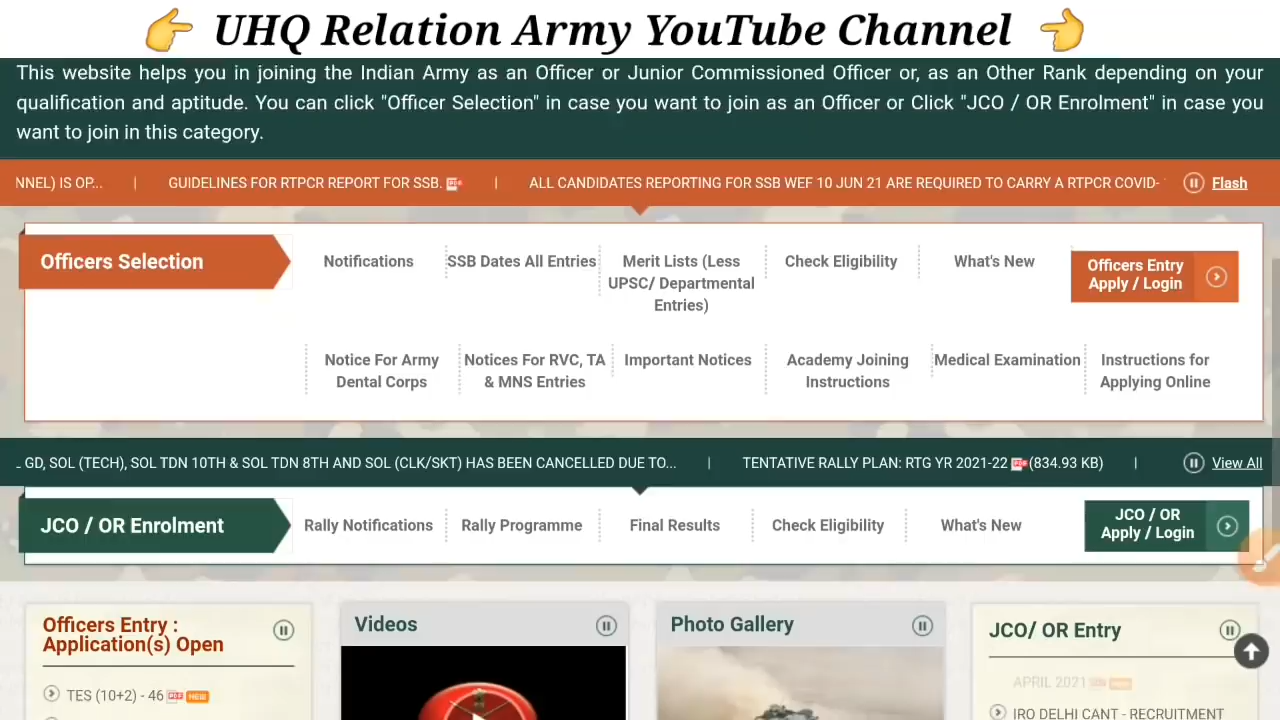 UHQ Relation Army YouTube Channel
This website helps you in joining the Indian Army as an Officer or Junior Commissioned Officer or, as an Other Rank depending on your
qualification and aptitude. You can click "Officer Selection" in case you want to join as an Officer or Click "JCO / OR Enrolment" in case you
want to join in this category.
NNEL) IS OP... | GUIDELINES FOR RTPCR REPORT FOR SSB. | ALL CANDIDATES REPORTING FOR SSB WEF 10 JUN 21 ARE REQUIRED TO CARRY A RTPCR COVID- Flash
Officers Selection
Notifications
SSB Dates All Entries
Merit Lists (Less
UPSC/ Departmental
Entries)
Check Eligibility
What's New
Officers Entry
Apply / Login
Notice For Army
Dental Corps
Notices For RVC, TA
& MNS Entries
Important Notices
Academy Joining
Instructions
Medical Examination
Instructions for
Applying Online
GD, SOL (TECH), SOL TDN 10TH & SOL TDN 8TH AND SOL (CLK/SKT) HAS BEEN CANCELLED DUE TO... | TENTATIVE RALLY PLAN: RTG YR 2021-22 (834.93 KB) | View All
JCO / OR Enrolment
Rally Notifications
Rally Programme
Final Results
Check Eligibility
What's New
JCO / OR
Apply / Login
Officers Entry :
Application(s) Open
TES (10+2) - 46 PDF NEW
Videos
Photo Gallery
JCO/ OR Entry
APRIL 2021
IRO DELHI CANT - RECRUITMENT